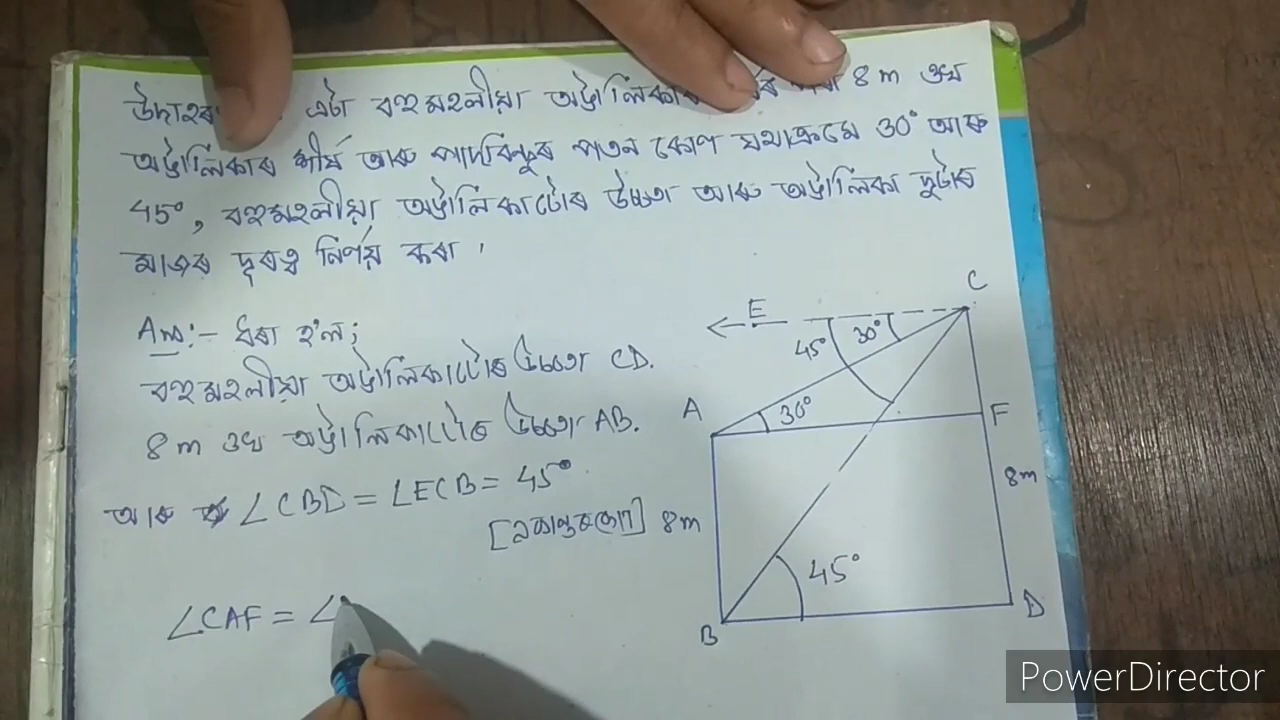 এটা বহুমহলীয়া অট্টালিকাৰ 8 m ওখ
অট্টালিকাৰ শীৰ্ষ আৰু পাদবিন্দুৰ পতন কোণ যথাক্ৰমে 30° আৰু
45°, বহুমহলীয়া অট্টালিকাটোৰ উচ্চতা আৰু অট্টালিকা দুটাৰ
মাজৰ দূৰত্ব নিৰ্ণয় কৰা ।
Ans:- ধৰা হ'ল;
বহুমহলীয়া অট্টালিকাটোৰ উচ্চতা CD.
8 m ওখ অট্টালিকাটোৰ উচ্চতা AB.
আৰু ∠CBD = ∠ECB = 45°
[একান্তৰকোণ]
∠CAF = ∠
C
E
45° 30°
A
30°
F
8m
8m
45°
B
D
PowerDirector